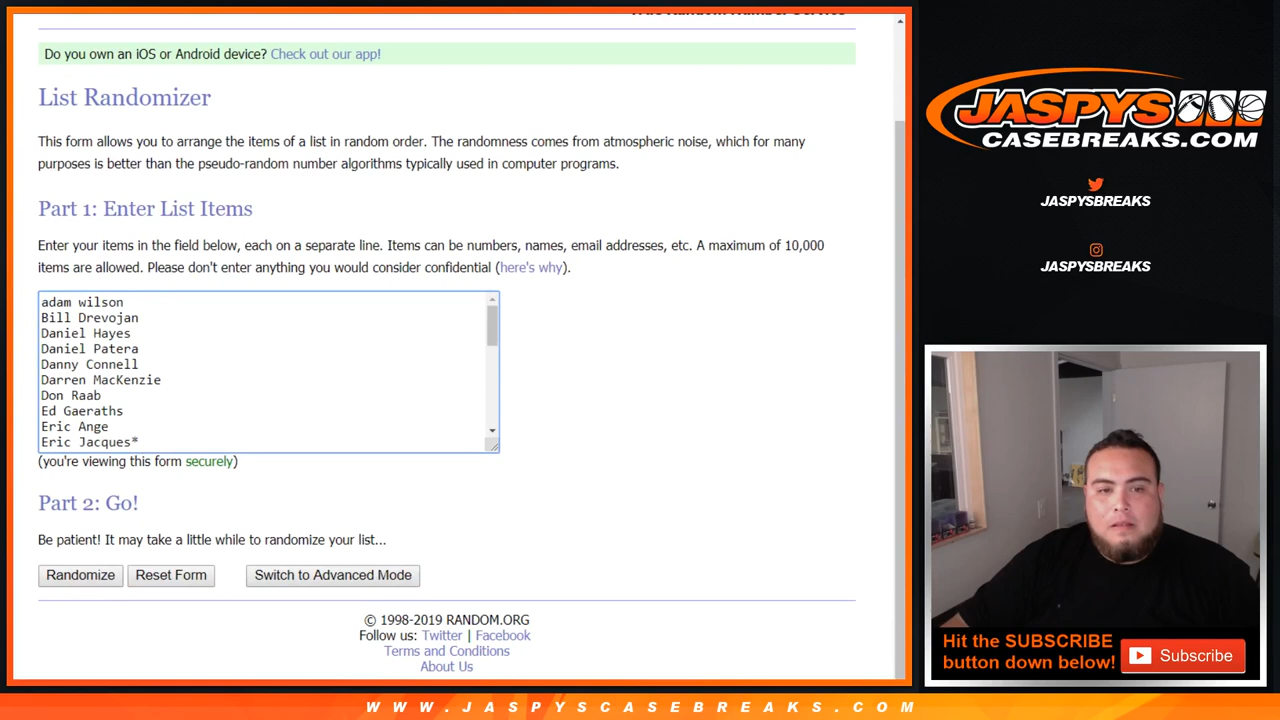 Do you own an iOS or Android device? Check out our app!
List Randomizer
This form allows you to arrange the items of a list in random order. The randomness comes from atmospheric noise, which for many
purposes is better than the pseudo-random number algorithms typically used in computer programs.
Part 1: Enter List Items
Enter your items in the field below, each on a separate line. Items can be numbers, names, email addresses, etc. A maximum of 10,000
items are allowed. Please don't enter anything you would consider confidential (here's why).
adam wilson
Bill Drevojan
Daniel Hayes
Daniel Patera
Danny Connell
Darren MacKenzie
Don Raab
Ed Gaeraths
Eric Ange
Eric Jacques*
(you're viewing this form securely)
Part 2: Go!
Be patient! It may take a little while to randomize your list...
Randomize
Reset Form
Switch to Advanced Mode
© 1998-2019 RANDOM.ORG
Follow us: Twitter | Facebook
Terms and Conditions
About Us
JASPYS
CASEBREAKS.COM
JASPYSBREAKS
JASPYSBREAKS
Hit the SUBSCRIBE
button down below!
Subscribe
WWW.JASPYSCASEBREAKS.COM